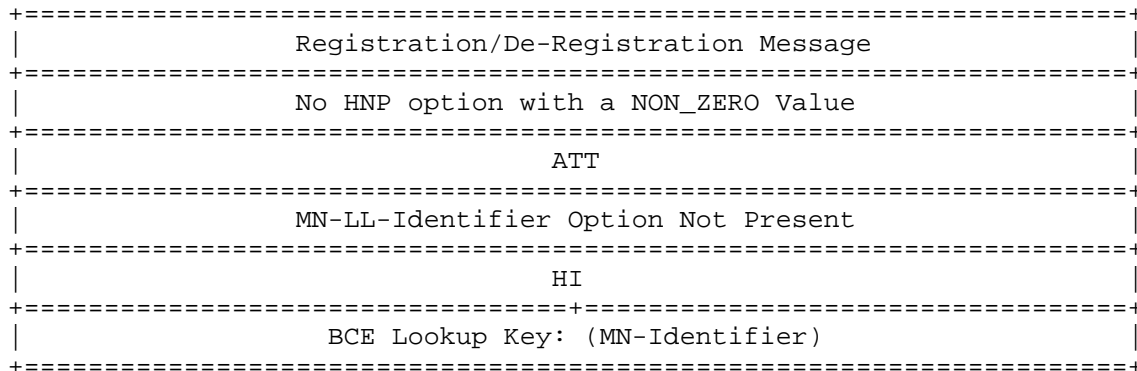 +=====================================================================+
| Registration/De-Registration Message |
+=====================================================================+
| No HNP option with a NON_ZERO Value |
+=====================================================================+
| ATT |
+=====================================================================+
| MN-LL-Identifier Option Not Present |
+=====================================================================+
| HI |
+==================================+==================================+
| BCE Lookup Key: (MN-Identifier) |
+=====================================================================+